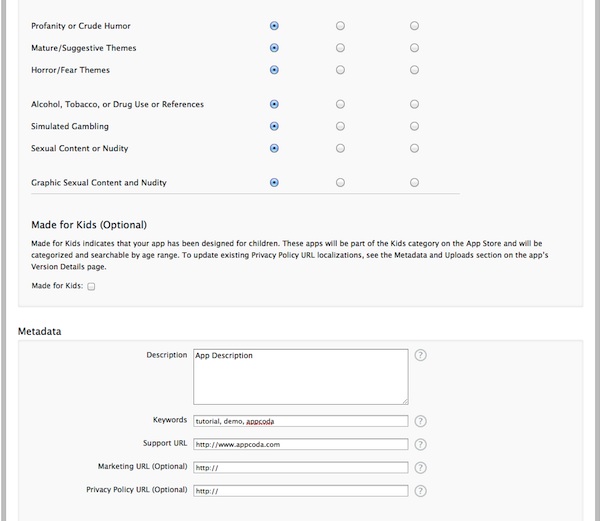 Profanity or Crude Humor
Mature/Suggestive Themes
Horror/Fear Themes
Alcohol, Tobacco, or Drug Use or References
Simulated Gambling
Sexual Content or Nudity
Graphic Sexual Content and Nudity
Made for Kids (Optional)
Made for Kids indicates that your app has been designed for children. These apps will be part of the Kids category on the App Store and will be
categorized and searchable by age range. To update existing Privacy Policy URL localizations, see the Metadata and Uploads section on the app's
Version Details page.
Made for Kids:
Metadata
Description App Description ?
Keywords tutorial, demo, appcoda ?
Support URL http://www.appcoda.com ?
Marketing URL (Optional) http:// ?
Privacy Policy URL (Optional) http:// ?